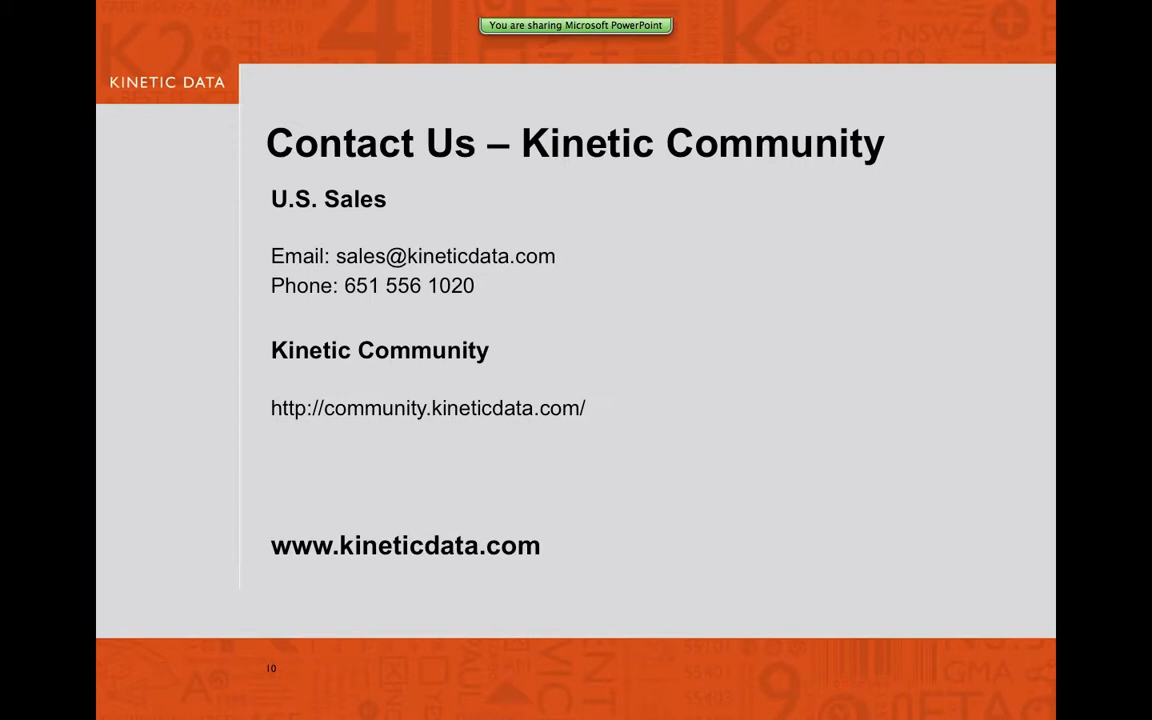 You are sharing Microsoft PowerPoint
KINETIC DATA
Contact Us – Kinetic Community
U.S. Sales
Email: sales@kineticdata.com
Phone: 651 556 1020
Kinetic Community
http://community.kineticdata.com/
www.kineticdata.com
10